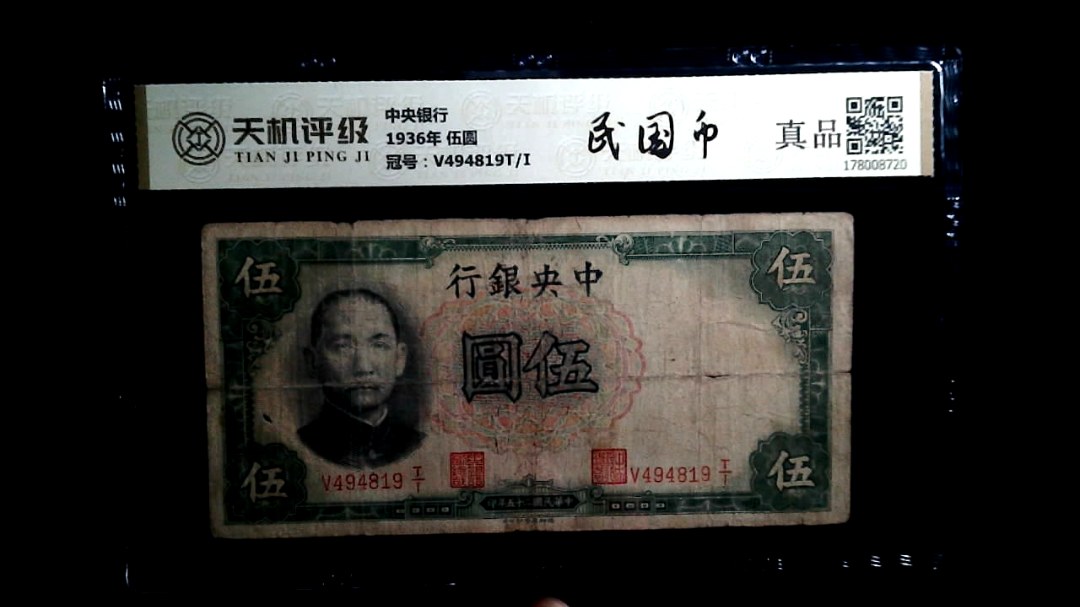 天机评级
TIAN JI PING JI
中央银行
1936年 伍圆
冠号：V494819T/I
民国币
真品
178008720
伍
伍
行銀央中
圓伍
伍
伍
V494819 T/I
V494819 T/I